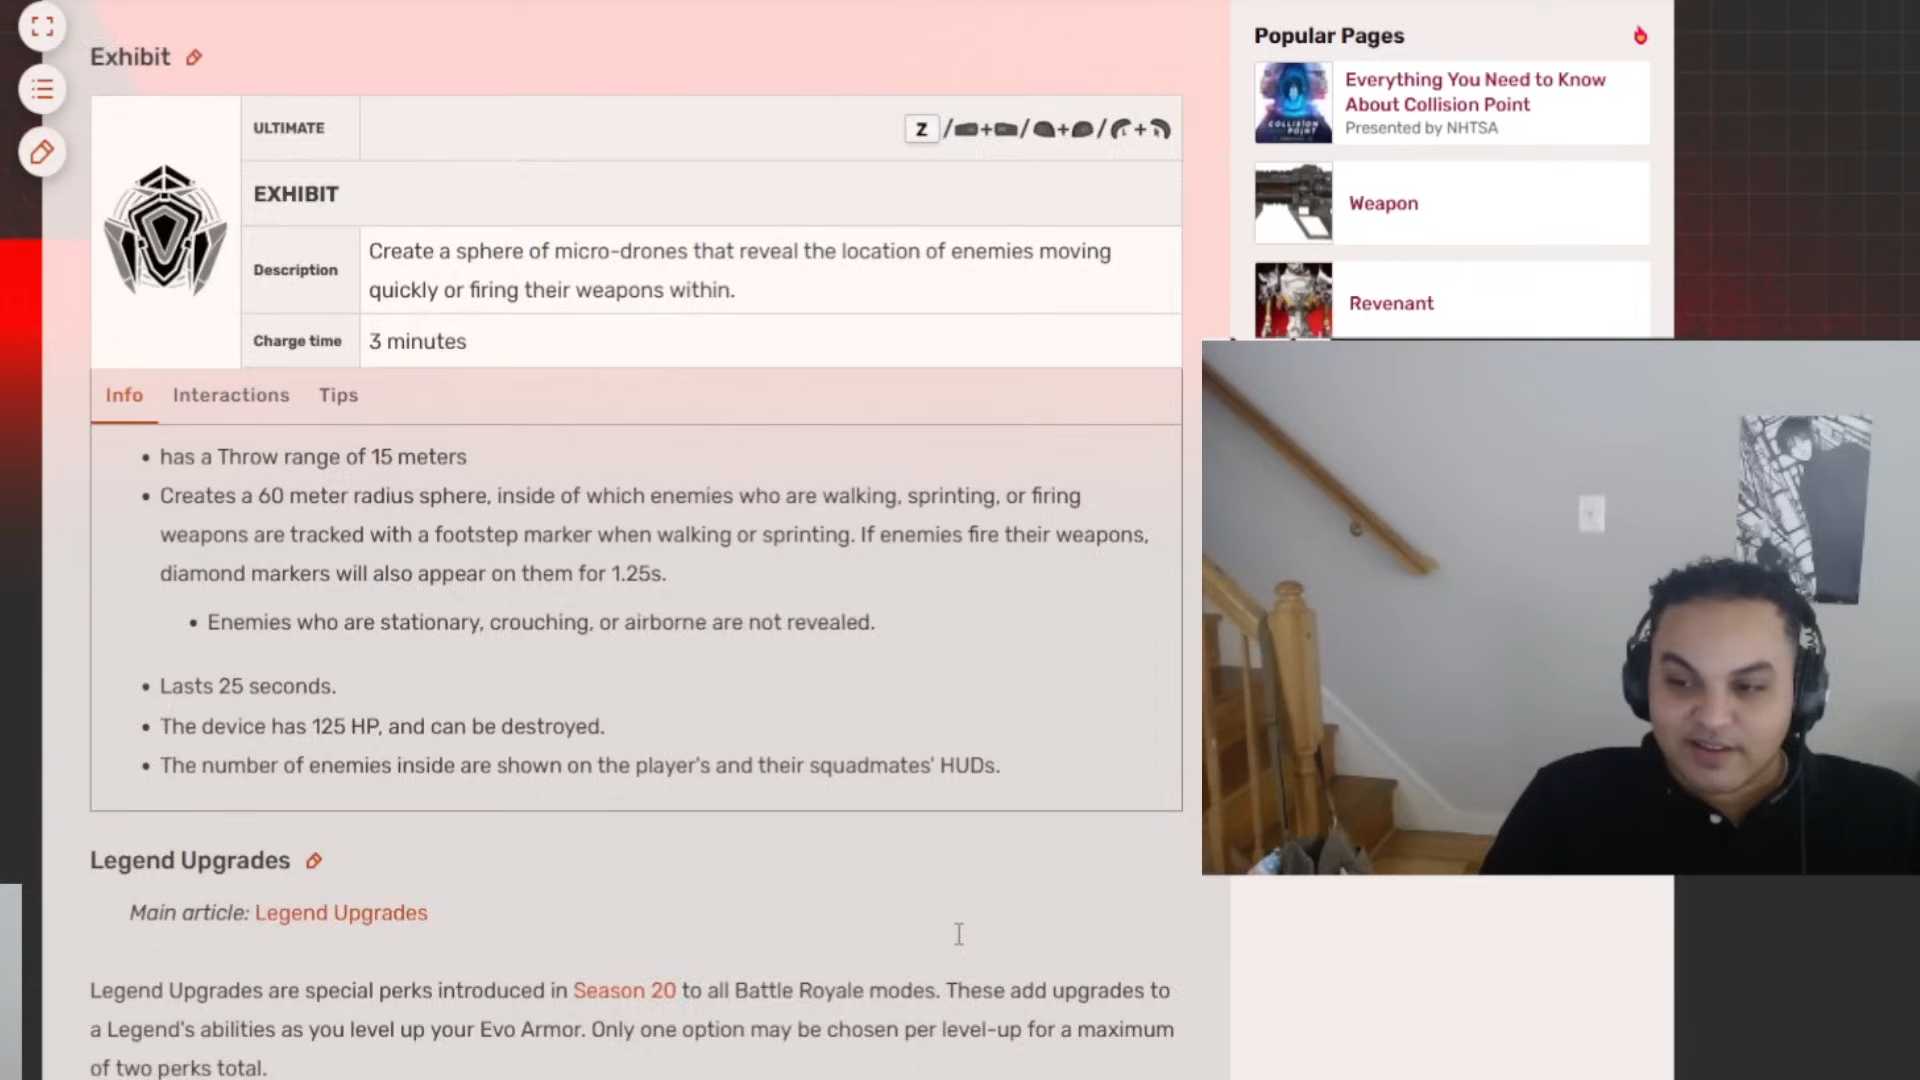 Exhibit
ULTIMATE
Z / + / + / +
EXHIBIT
Description
Create a sphere of micro-drones that reveal the location of enemies moving
quickly or firing their weapons within.
Charge time
3 minutes
Info Interactions Tips
• has a Throw range of 15 meters
• Creates a 60 meter radius sphere, inside of which enemies who are walking, sprinting, or firing
weapons are tracked with a footstep marker when walking or sprinting. If enemies fire their weapons,
diamond markers will also appear on them for 1.25s.
• Enemies who are stationary, crouching, or airborne are not revealed.
• Lasts 25 seconds.
• The device has 125 HP, and can be destroyed.
• The number of enemies inside are shown on the player's and their squadmates' HUDs.
Legend Upgrades
Main article: Legend Upgrades
Legend Upgrades are special perks introduced in Season 20 to all Battle Royale modes. These add upgrades to
a Legend's abilities as you level up your Evo Armor. Only one option may be chosen per level-up for a maximum
of two perks total.
Popular Pages
COLLISION
POINT
Everything You Need to Know
About Collision Point
Presented by NHTSA
Weapon
Revenant